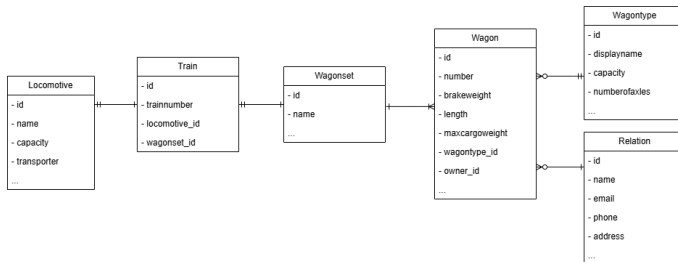 Locomotive
- id
- name
- capacity
- transporter
...
Train
- id
- trainnumber
- locomotive_id
- wagonset_id
Wagonset
- id
- name
...
Wagon
- id
- number
- brakeweight
- length
- maxcargoweight
- wagontype_id
- owner_id
...
Wagontype
- id
- displayname
- capacity
- numberofaxles
...
Relation
- id
- name
- email
- phone
- address
...